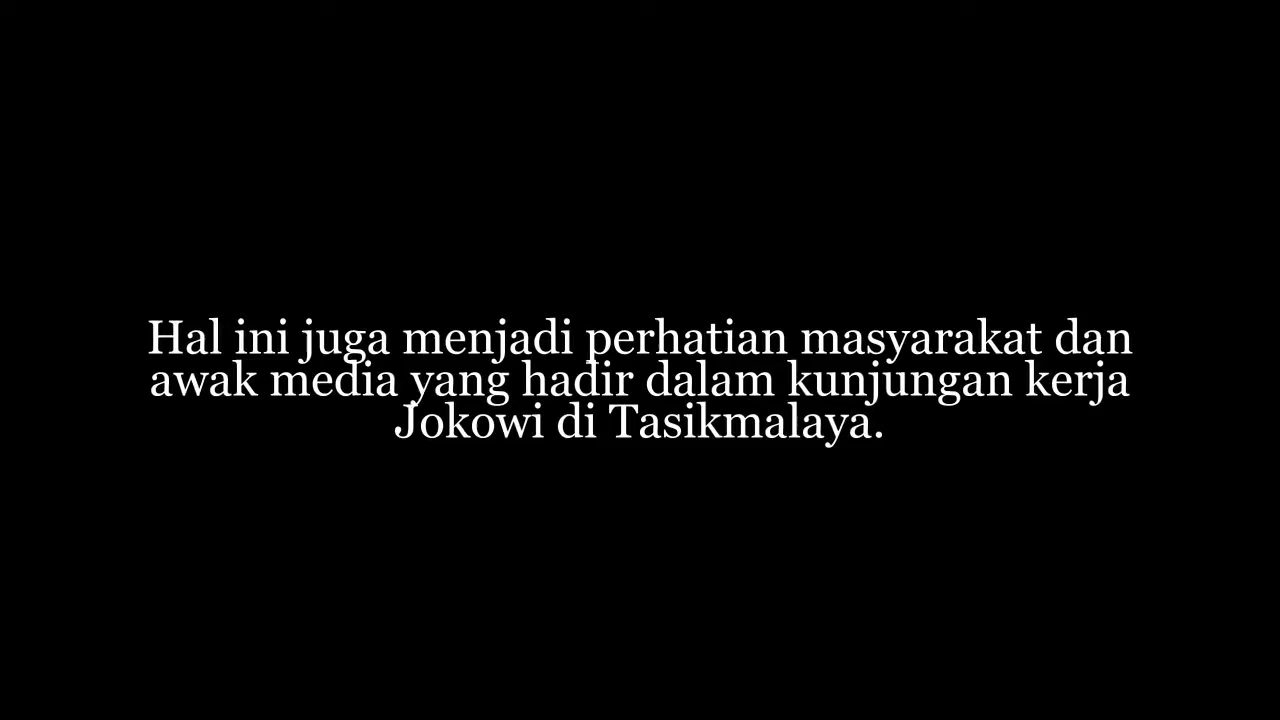 Hal ini juga menjadi perhatian masyarakat dan
awak media yang hadir dalam kunjungan kerja
Jokowi di Tasikmalaya.